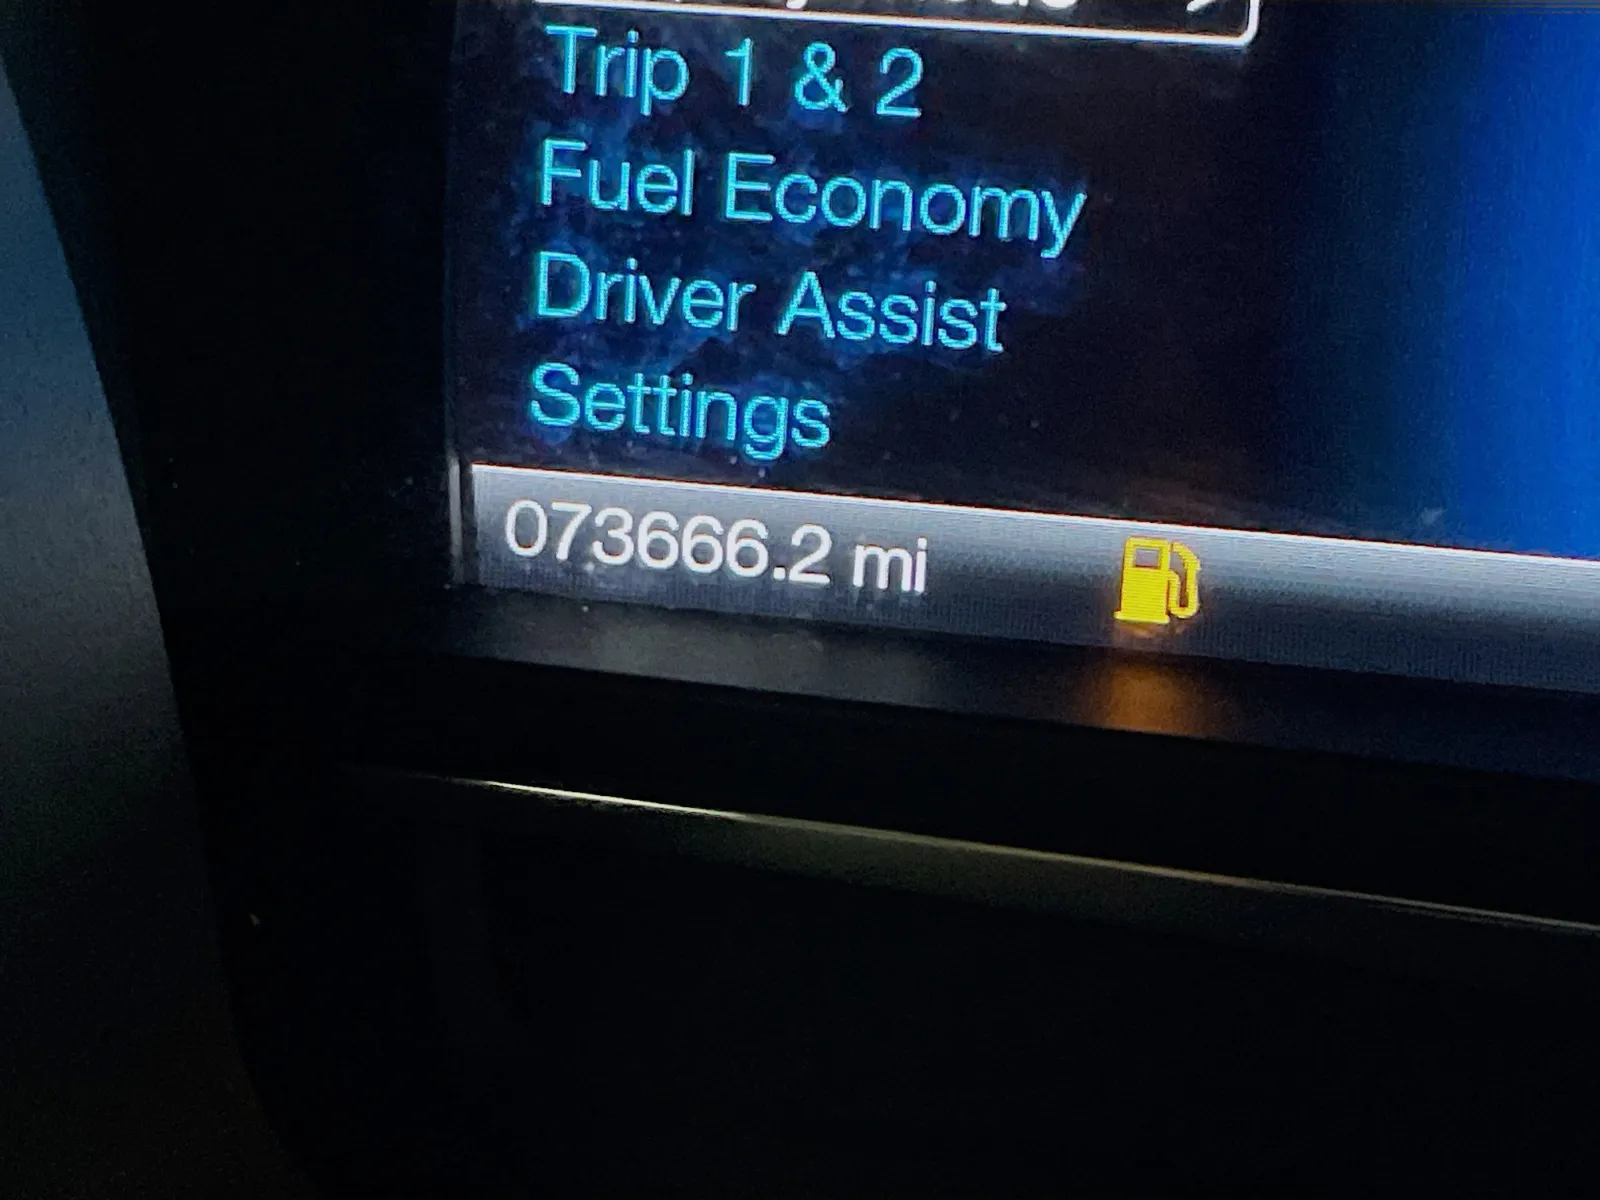 Trip 1 & 2
Fuel Economy
Driver Assist
Settings
073666.2 mi